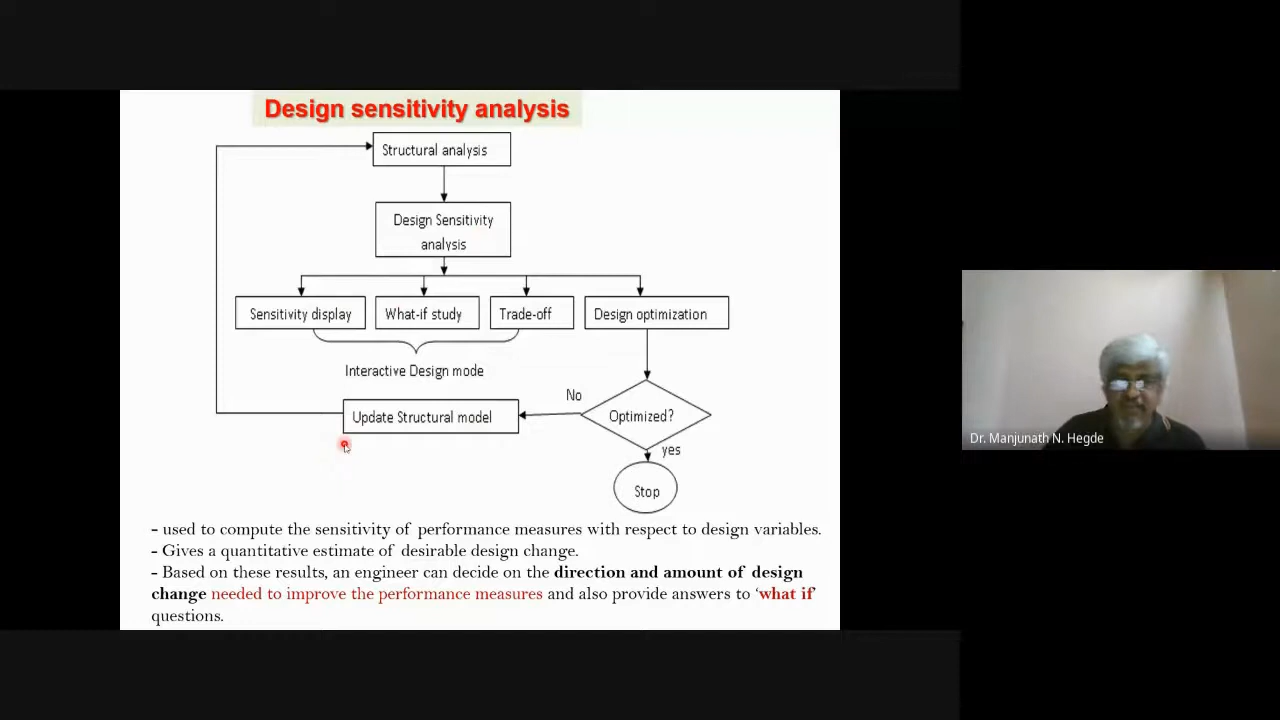 Design sensitivity analysis
Structural analysis
Design Sensitivity
analysis
Sensitivity display
What-if study
Trade-off
Design optimization
Interactive Design mode
No
Update Structural model
Optimized?
yes
Stop
- used to compute the sensitivity of performance measures with respect to design variables.
- Gives a quantitative estimate of desirable design change.
- Based on these results, an engineer can decide on the direction and amount of design
change needed to improve the performance measures and also provide answers to ‘what if’
questions.
Dr. Manjunath N. Hegde